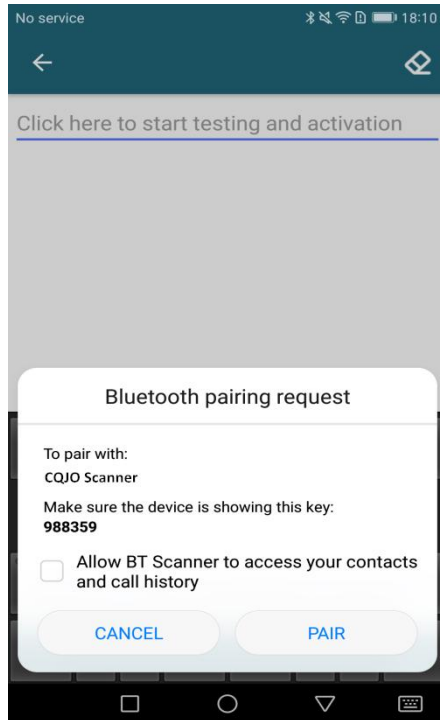 No service 18:10
Click here to start testing and activation
Bluetooth pairing request
To pair with:
CQJO Scanner
Make sure the device is showing this key:
988359
Allow BT Scanner to access your contacts
and call history
CANCEL PAIR